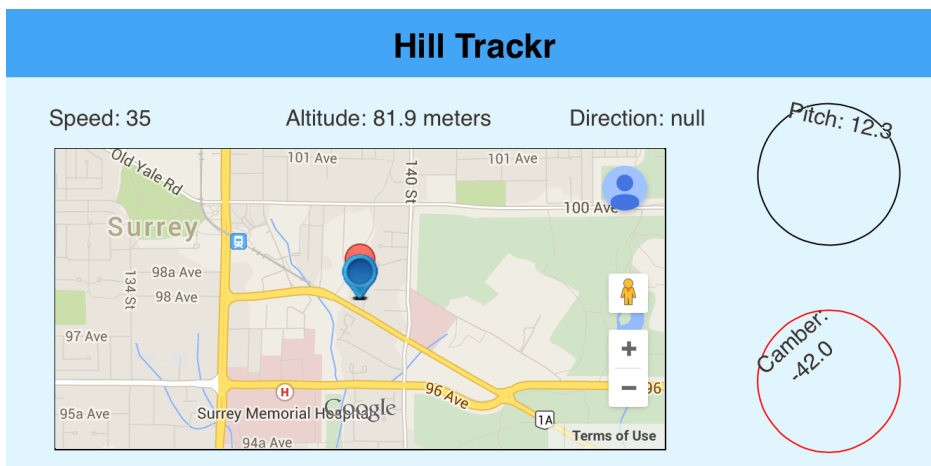 Hill Trackr
Speed: 35
Altitude: 81.9 meters
Direction: null
Pitch: 12.3
Old Yale Rd
101 Ave
101 Ave
140 St
100 Ave
Surrey
134 St
98a Ave
98 Ave
97 Ave
+
−
H
96 Ave
96
95a Ave
Surrey Memorial Hospital
Google
1A
94a Ave
Terms of Use
Camber:
-42.0